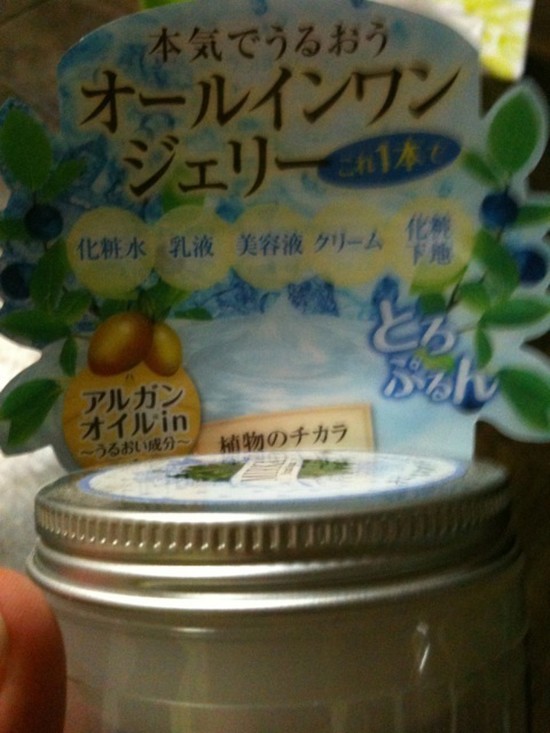 本気でうるおう
オールインワン
ジェリー
これ1本で
化粧水 乳液 美容液 クリーム 化粧下地
とろぷるん
アルガン
オイル*in
~うるおい成分~
植物のチカラ